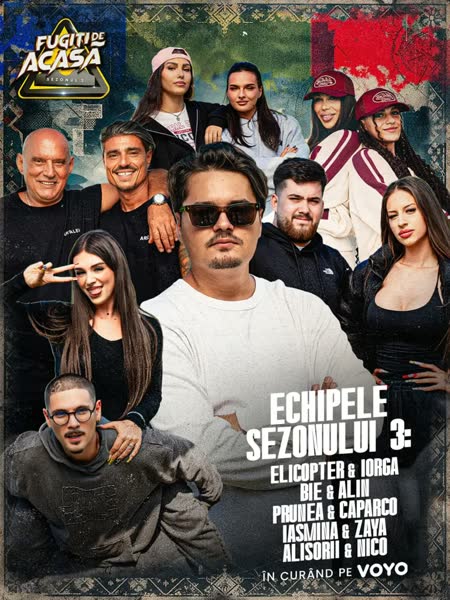 FUGIȚI DE
ACASĂ
SEZONUL 3
ECHIPELE
SEZONULUI 3:
ELICOPTER & IORGA
BIE & ALIN
PRUNEA & CAPARCO
IASMINA & ZAYA
ALISORII & NICO
ÎN CURÂND PE VOYO